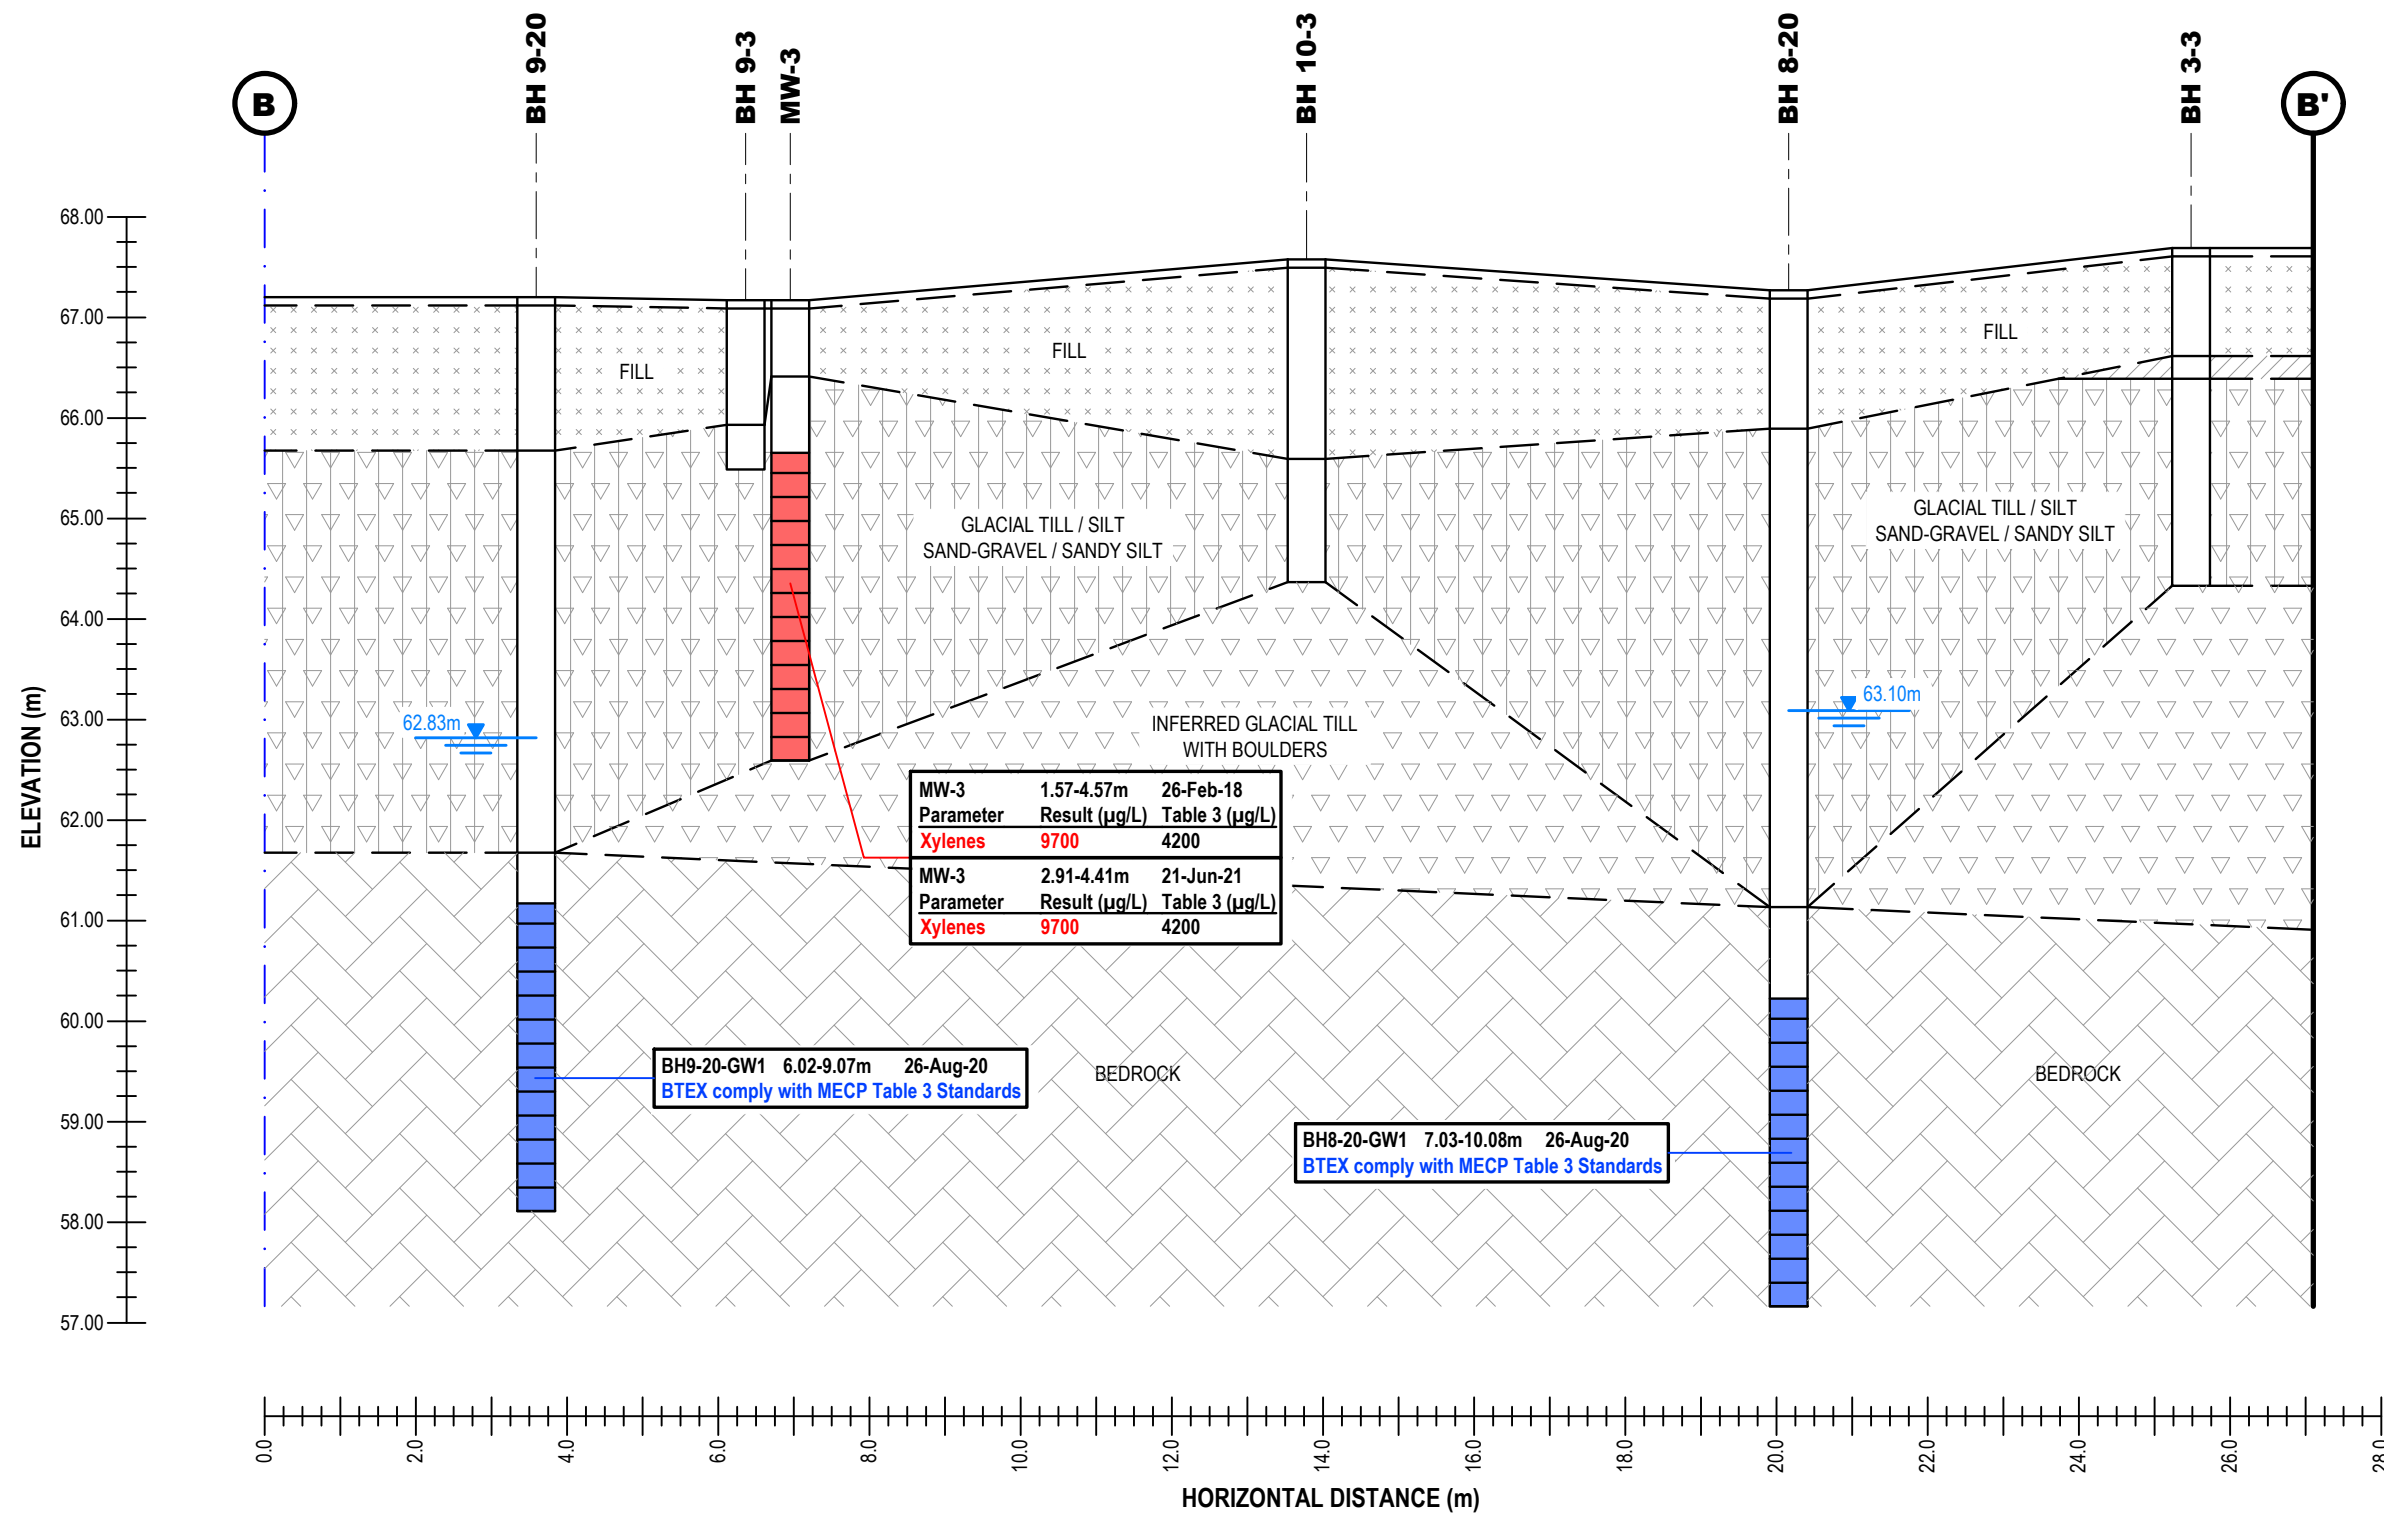 B
BH 9-20
BH 9-3
MW-3
BH 10-3
BH 8-20
BH 3-3
B'
68.00
67.00
66.00
65.00
64.00
63.00
62.00
61.00
60.00
59.00
58.00
57.00
ELEVATION (m)
FILL
FILL
FILL
GLACIAL TILL / SILT
SAND-GRAVEL / SANDY SILT
GLACIAL TILL / SILT
SAND-GRAVEL / SANDY SILT
62.83m
63.10m
INFERRED GLACIAL TILL
WITH BOULDERS
MW-3 1.57-4.57m 26-Feb-18
Parameter Result (µg/L) Table 3 (µg/L)
Xylenes 9700 4200
MW-3 2.91-4.41m 21-Jun-21
Parameter Result (µg/L) Table 3 (µg/L)
Xylenes 9700 4200
BH9-20-GW1 6.02-9.07m 26-Aug-20
BTEX comply with MECP Table 3 Standards
BEDROCK
BEDROCK
BH8-20-GW1 7.03-10.08m 26-Aug-20
BTEX comply with MECP Table 3 Standards
0.0 2.0 4.0 6.0 8.0 10.0 12.0 14.0 16.0 18.0 20.0 22.0 24.0 26.0 28.0
HORIZONTAL DISTANCE (m)